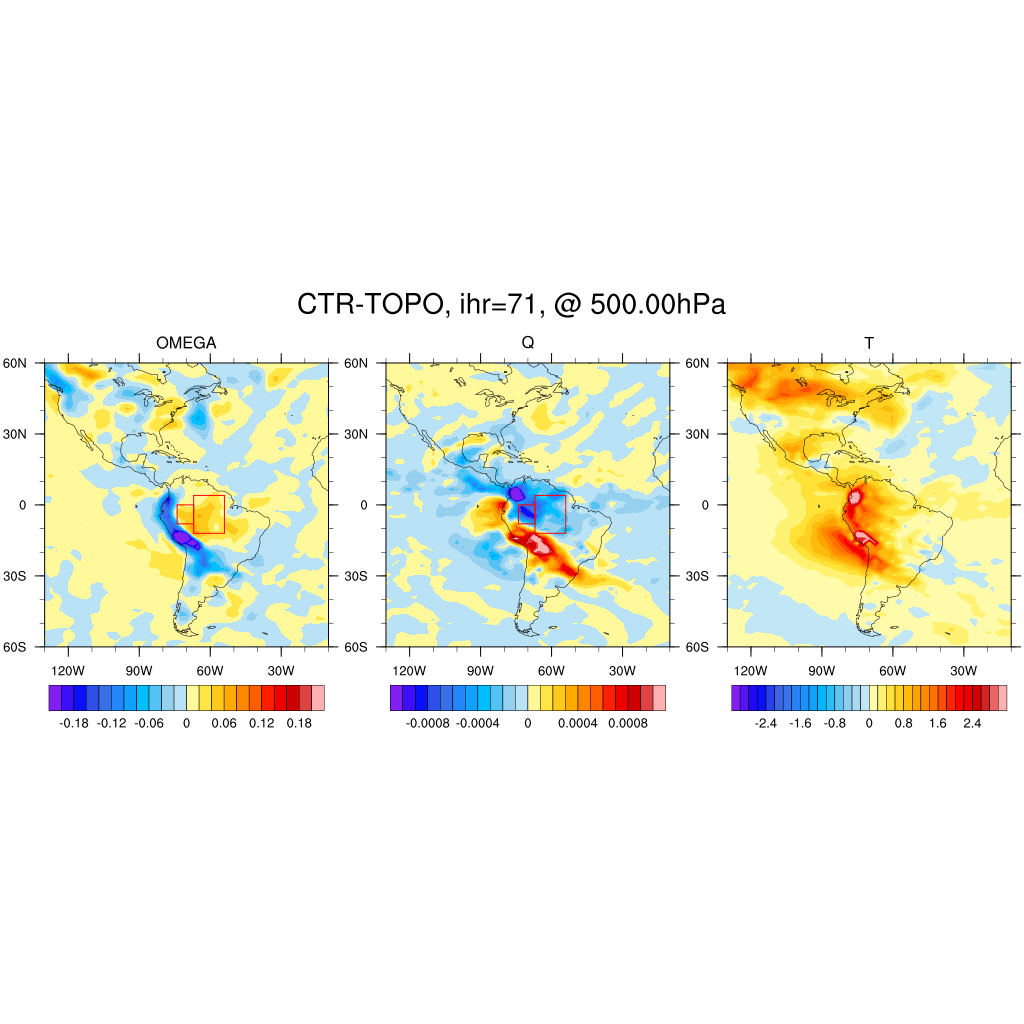 CTR-TOPO, ihr=71, @ 500.00hPa
OMEGA
Q
T
60N
30N
0
30S
60S
120W 90W 60W 30W
60N
30N
0
30S
60S
120W 90W 60W 30W
60N
30N
0
30S
60S
120W 90W 60W 30W
-0.18 -0.12 -0.06 0 0.06 0.12 0.18
-0.0008 -0.0004 0 0.0004 0.0008
-2.4 -1.6 -0.8 0 0.8 1.6 2.4